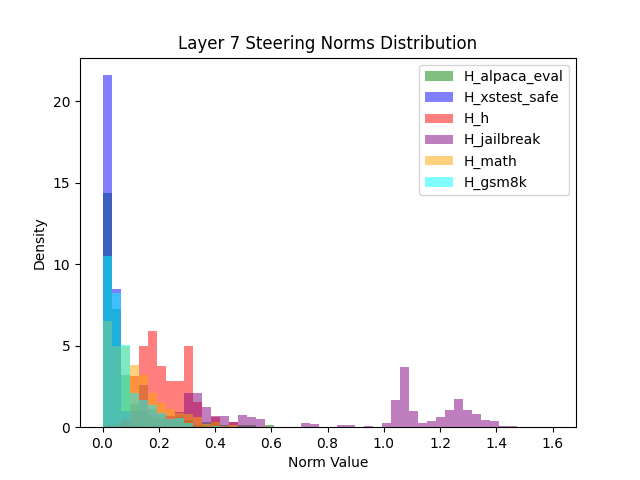 Layer 7 Steering Norms Distribution
H_alpaca_eval
H_xstest_safe
H_h
H_jailbreak
H_math
H_gsm8k
Density
20
15
10
5
0
0.0 0.2 0.4 0.6 0.8 1.0 1.2 1.4 1.6
Norm Value